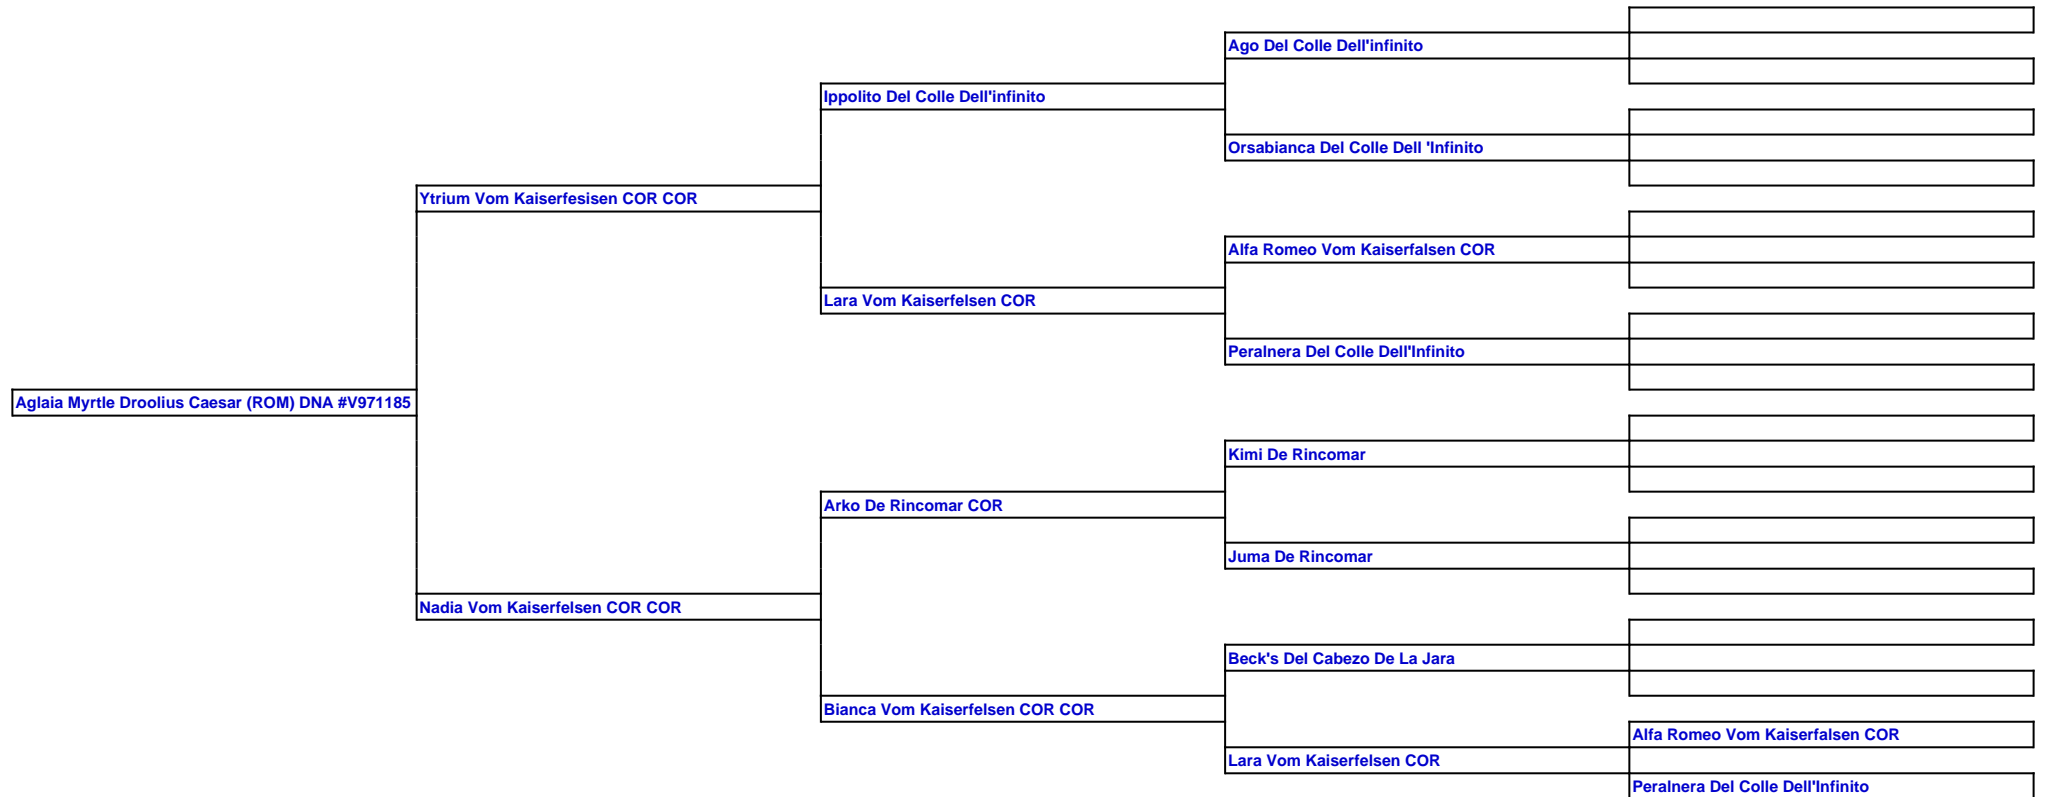 Ago Del Colle Dell'infinito
Ippolito Del Colle Dell'infinito
Orsabianca Del Colle Dell 'Infinito
Ytrium Vom Kaiserfesisen COR COR
Alfa Romeo Vom Kaiserfalsen COR
Lara Vom Kaiserfelsen COR
Peralnera Del Colle Dell'Infinito
Aglaia Myrtle Droolius Caesar (ROM) DNA #V971185
Kimi De Rincomar
Arko De Rincomar COR
Juma De Rincomar
Nadia Vom Kaiserfelsen COR COR
Beck's Del Cabezo De La Jara
Bianca Vom Kaiserfelsen COR COR
Alfa Romeo Vom Kaiserfalsen COR
Lara Vom Kaiserfelsen COR
Peralnera Del Colle Dell'Infinito